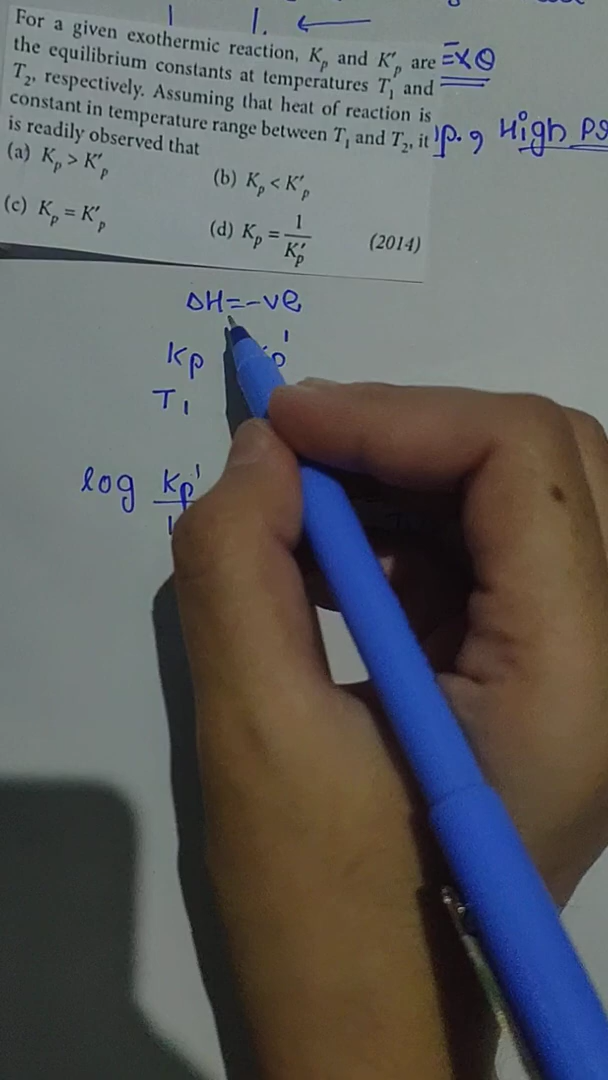 1 1. ←
For a given exothermic reaction, Kp and K′p are
the equilibrium constants at temperatures T1 and
T2, respectively. Assuming that heat of reaction is
constant in temperature range between T1 and T2, it
is readily observed that
Exo
High
(a) Kp > K′p (b) Kp < K′p
(c) Kp = K′p (d) Kp = 1/K′p (2014)
ΔH=-ve
Kp
T1
log Kp'